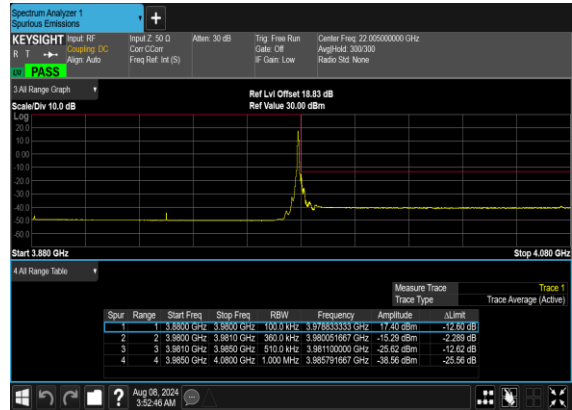 Spectrum Analyzer 1
Spurious Emissions
+
KEYSIGHT Input: RF Input Z: 50 Ω Atten: 30 dB Trig: Free Run Center Freq: 22.005000000 GHz
R T Coupling: DC Corr CCorr Gate: Off Avg|Hold: 300/300
Align: Auto Freq Ref: Int (S) IF Gain: Low Radio Std: None
PASS
3 All Range Graph
Ref Lvl Offset 18.83 dB
Scale/Div 10.0 dB Ref Value 30.00 dBm
Log
20.0
10.0
0.00
-10.0
-20.0
-30.0
-40.0
-50.0
-60.0
Start 3.880 GHz Stop 4.080 GHz
4 All Range Table
Measure Trace Trace 1
Trace Type Trace Average (Active)
Spur Range Start Freq Stop Freq RBW Frequency Amplitude ΔLimit
1 1 3.8800 GHz 3.9800 GHz 100.0 kHz 3.978833333 GHz 17.40 dBm -12.60 dB
2 2 3.9800 GHz 3.9810 GHz 360.0 kHz 3.980051667 GHz -15.29 dBm -2.289 dB
3 3 3.9810 GHz 3.9850 GHz 510.0 kHz 3.981100000 GHz -25.62 dBm -12.62 dB
4 4 3.9850 GHz 4.0800 GHz 1.000 MHz 3.985791667 GHz -38.56 dBm -25.56 dB
? Aug 08, 2024
3:52:46 AM